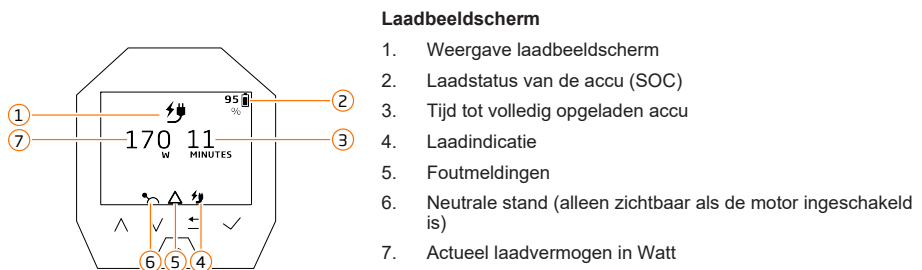 Laadbeeldscherm
1. Weergave laadbeeldscherm
2. Laadstatus van de accu (SOC)
3. Tijd tot volledig opgeladen accu
4. Laadindicatie
5. Foutmeldingen
6. Neutrale stand (alleen zichtbaar als de motor ingeschakeld
is)
7. Actueel laadvermogen in Watt
95
%
1
2
7
170 W
11 MINUTES
3
6
5
4